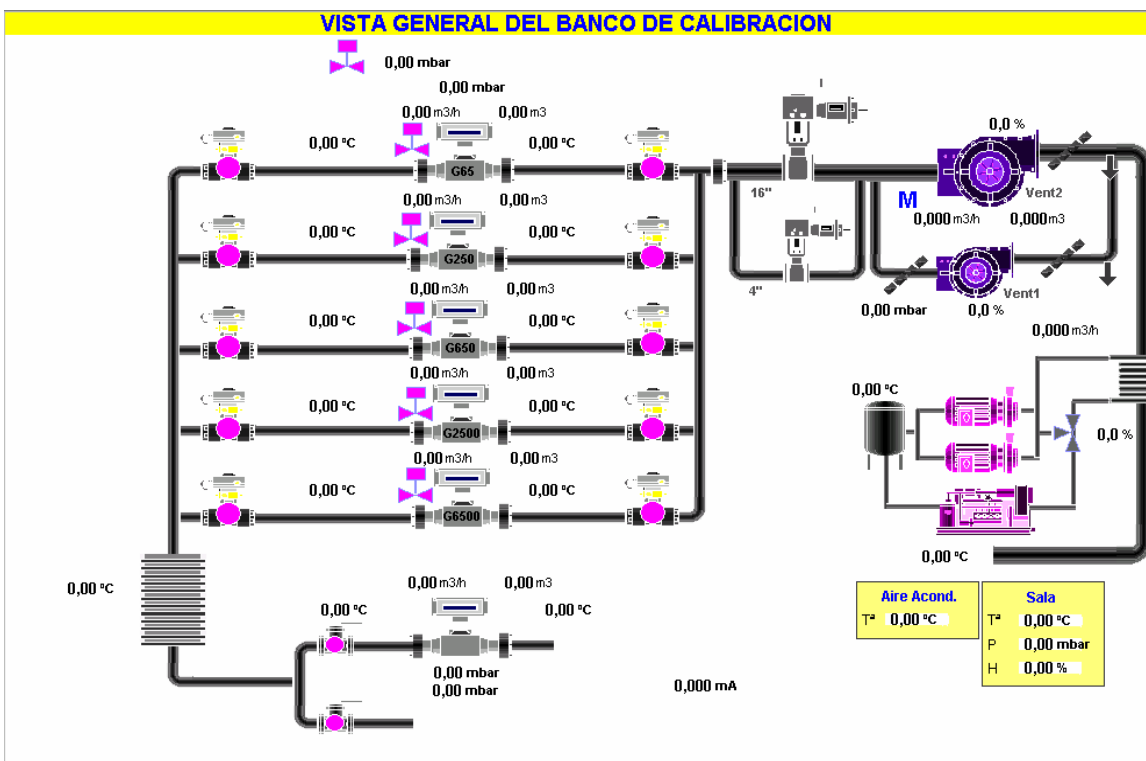 VISTA GENERAL DEL BANCO DE CALIBRACION
0,00 mbar
0,00 mbar
0,00 m3/h 0,00 m3
0,00 ºC 0,00 ºC 0,0 %
G65
16" M Vent2
0,00 m3/h 0,00 m3
0,000 m3/h 0,000 m3
0,00 ºC 0,00 ºC
G250
4" Vent1
0,00 m3/h 0,00 m3
0,00 mbar 0,0 %
0,00 ºC 0,00 ºC
0,000 m3/h
G650
0,00 m3/h 0,00 m3
0,00 ºC
0,00 ºC 0,00 ºC
G2500 0,0 %
0,00 m3/h 0,00 m3
0,00 ºC 0,00 ºC
G6500
0,00 ºC
0,00 ºC
0,00 m3/h 0,00 m3
0,00 ºC 0,00 ºC
Aire Acond.
Tª 0,00 ºC
Sala
Tª 0,00 ºC
P 0,00 mbar
H 0,00 %
0,00 mbar
0,00 mbar
0,000 mA